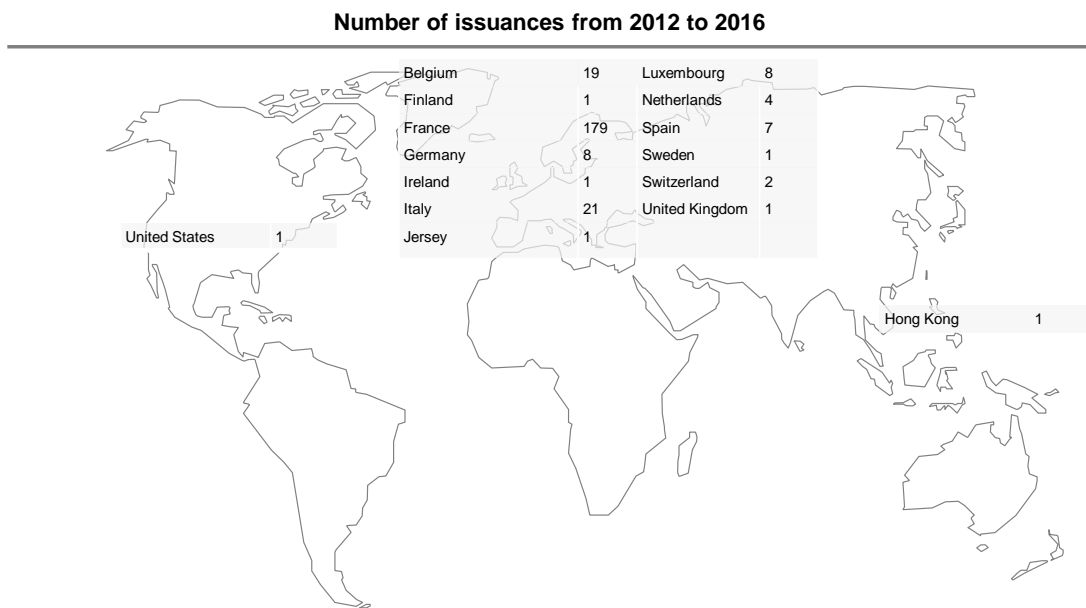 Number of issuances from 2012 to 2016
Belgium 19 Luxembourg 8
Finland 1 Netherlands 4
France 179 Spain 7
Germany 8 Sweden 1
Ireland 1 Switzerland 2
Italy 21 United Kingdom 1
Jersey 1
United States 1
Hong Kong 1